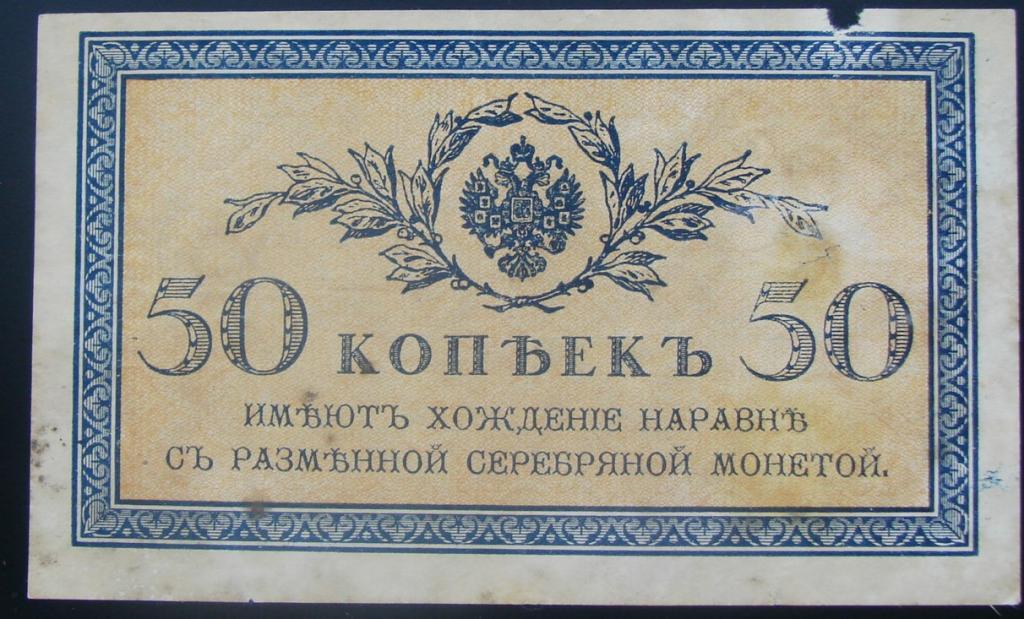 50 КОПѢЕКЪ 50
ИМѢЮТЪ ХОЖДЕНІЕ НАРАВНѢ
СЪ РАЗМѢННОЙ СЕРЕБРЯНОЙ МОНЕТОЙ.